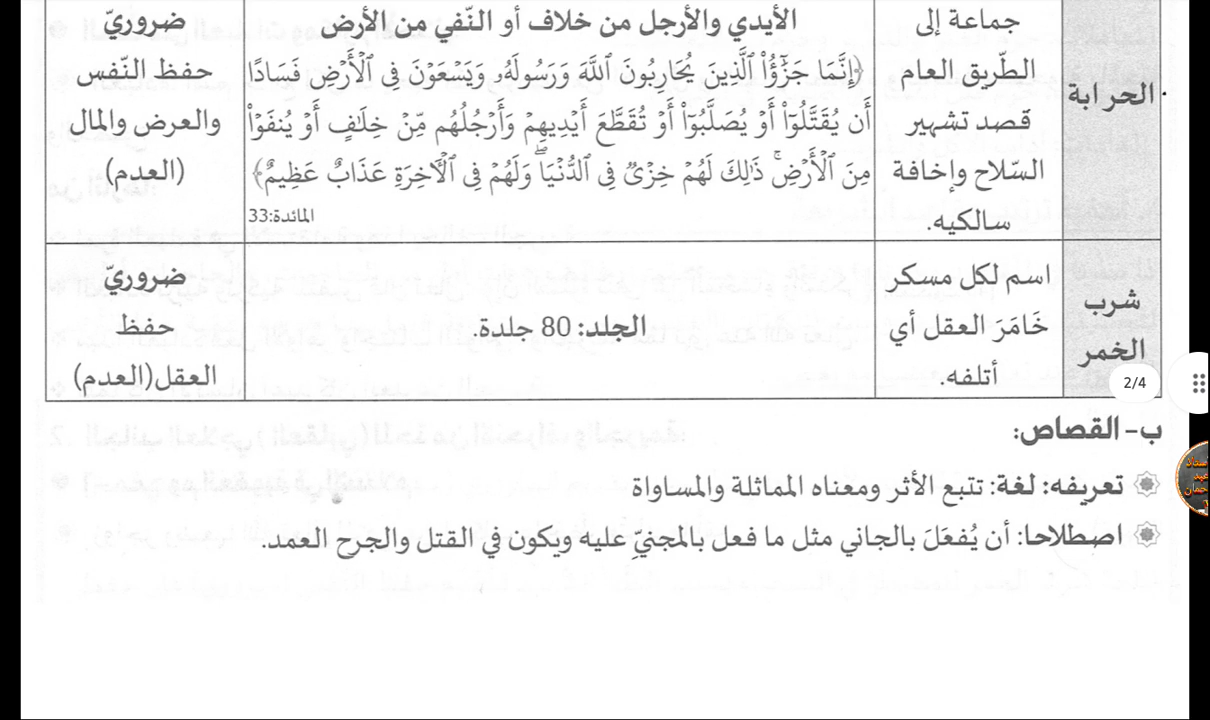 جماعة إلى الأيدي والأرجل من خلاف أو النّفي من الأرض ضروريّ
الحرابة الطّريق العام ﴿إِنَّمَا جَزَٰٓؤُا۟ ٱلَّذِينَ يُحَارِبُونَ ٱللَّهَ وَرَسُولَهُۥ وَيَسْعَوْنَ فِى ٱلْأَرْضِ فَسَادًا حفظ النّفس
قصد تشهير أَن يُقَتَّلُوٓا۟ أَوْ يُصَلَّبُوٓا۟ أَوْ تُقَطَّعَ أَيْدِيهِمْ وَأَرْجُلُهُم مِّنْ خِلَٰفٍ أَوْ يُنفَوْا۟ والعرض والمال
السّلاح وإخافة مِنَ ٱلْأَرْضِ ۚ ذَٰلِكَ لَهُمْ خِزْىٌ فِى ٱلدُّنْيَا ۖ وَلَهُمْ فِى ٱلْءَاخِرَةِ عَذَابٌ عَظِيمٌ﴾ (العدم)
سالكيه. المائدة:33
شرب اسم لكل مسكر ضروريّ
الخمر خَامَرَ العقل أي الجلد: 80 جلدة. حفظ
أتلفه. العقل(العدم)
2/4
ب- القصاص:
تعريفه: لغة: تتبع الأثر ومعناه المماثلة والمساواة
اصطلاحا: أن يُفعَلَ بالجاني مثل ما فعل بالمجنيِ عليه ويكون في القتل والجرح العمد.